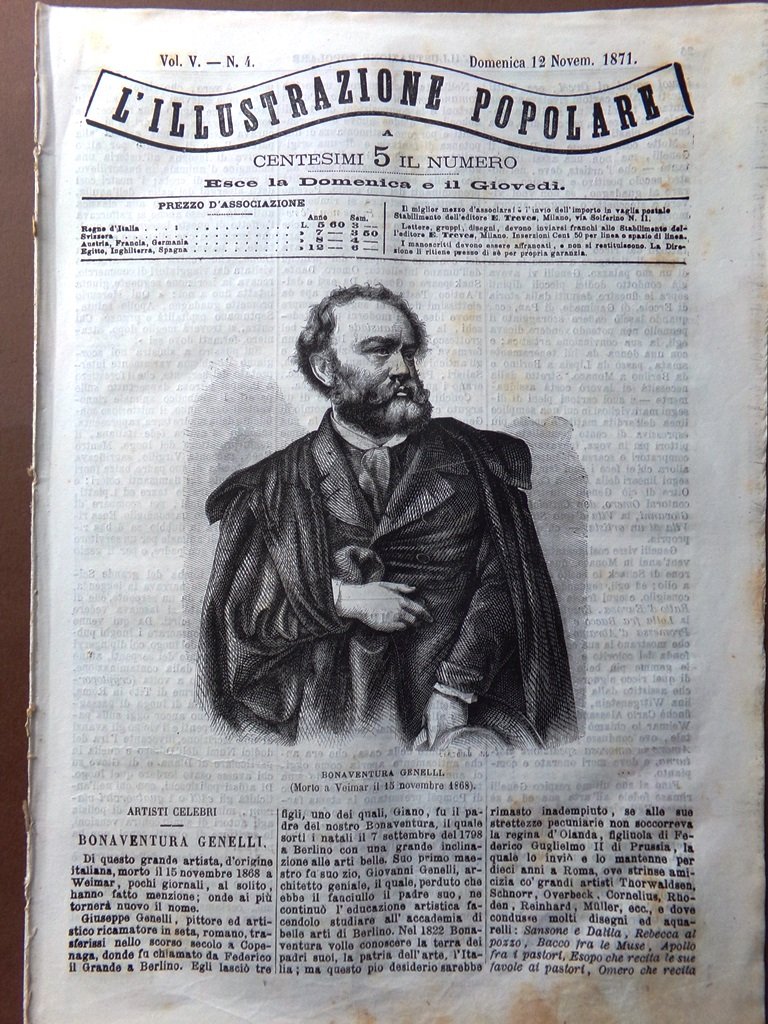 Vol. V. — N. 4.
Domenica 12 Novem. 1871.
L'ILLUSTRAZIONE POPOLARE
A
CENTESIMI 5 IL NUMERO
Esce la Domenica e il Giovedì.
PREZZO D'ASSOCIAZIONE
Anno Sem.
Regno d'Italia . . . L. 5 60 3 —
Svizzera . . . » 7 — 3 50
Austria, Francia, Germania . . . » 8 — 4 —
Egitto, Inghilterra, Spagna . . . » 12 — 6 —
Il miglior mezzo d'associarsi è l'invio dell'importo in vaglia postale
Stabilimento dell'editore E. Treves, Milano, via Solferino N. 11.
Lettere, gruppi, disegni, devono inviarsi franchi allo Stabilimento del-
l'editore E. Treves, Milano. Inserzioni Cent 50 per linea o spazio di linea.
I manoscritti devono essere affrancati, e non si restituiscono. La Dire-
zione li ritiene presso di sè per propria garanzia.
BONAVENTURA GENELLI.
(Morto a Veimar il 15 novembre 1868).
ARTISTI CELEBRI
BONAVENTURA GENELLI.
Di questo grande artista, d'origine
italiana, morto il 15 novembre 1868 a
Weimar, pochi giornali, al solito,
hanno fatto menzione; onde ai più
tornerà nuovo il nome.
Giuseppe Genelli, pittore ed arti-
stico ricamatore in seta, romano, tra-
sferissi nello scorso secolo a Cope-
naga, donde fu chiamato da Federico
il Grande a Berlino. Egli lasciò tre
figli, uno dei quali, Giano, fu il pa-
dre del nostro Bonaventura, il quale
sortì i natali il 7 settembre del 1798
a Berlino con una grande inclina-
zione alle arti belle. Suo primo mae-
stro fu suo zio, Giovanni Genelli, ar-
chitetto geniale, il quale, perduto che
ebbe il fanciullo il padre suo, ne
continuò l'educazione artistica fa-
cendolo studiare all'accademia di
belle arti di Berlino. Nel 1822 Bona-
ventura volle conoscere la terra dei
padri suoi, la patria dell'arte, l'Ita-
lia; ma questo pio desiderio sarebbe
rimasto inadempiuto, se alle sue
strettezze pecuniarie non soccorreva
la regina d'Olanda, figliuola di Fe-
derico Guglielmo II di Prussia, la
quale lo inviò e lo mantenne per
dieci anni a Roma, ove strinse ami-
cizia co' grandi artisti Thorwaldsen,
Schnorr, Overbeck, Cornelius, Rho-
den, Reinhard, Müller, ecc., e dove
condusse molti disegni ed aqua-
relli: Sansone e Dalila, Rebecca al
pozzo, Bacco fra le Muse, Apollo
fra i pastori, Esopo che recita le sue
favole ai pastori, Omero che recita